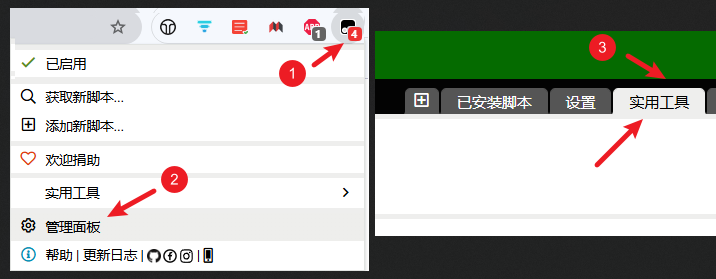 ABP
1
4
1
已启用
获取新脚本...
添加新脚本...
欢迎捐助
2
实用工具
管理面板
帮助 | 更新日志 |
3
已安装脚本
设置
实用工具